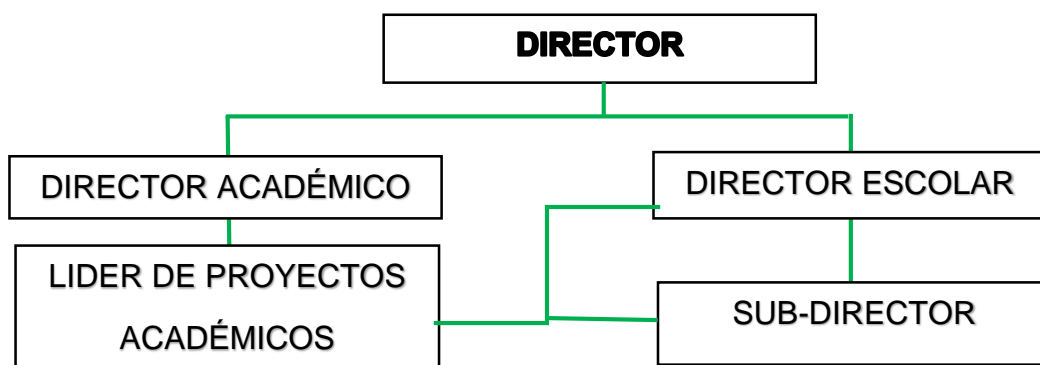 DIRECTOR
DIRECTOR ACADÉMICO
DIRECTOR ESCOLAR
LIDER DE PROYECTOS
ACADÉMICOS
SUB-DIRECTOR